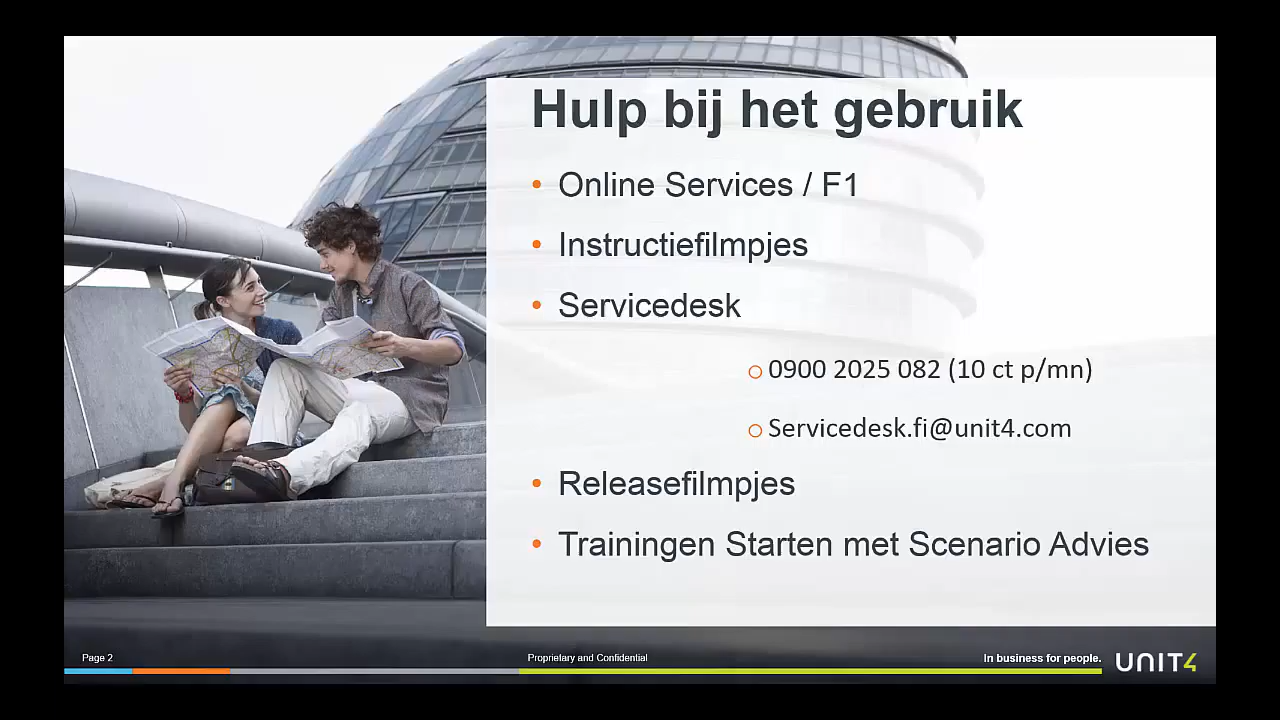 Hulp bij het gebruik
• Online Services / F1
• Instructiefilmpjes
• Servicedesk
o 0900 2025 082 (10 ct p/mn)
o Servicedesk.fi@unit4.com
• Releasefilmpjes
• Trainingen Starten met Scenario Advies
Page 2
Proprietary and Confidential
In business for people.
UNIT4